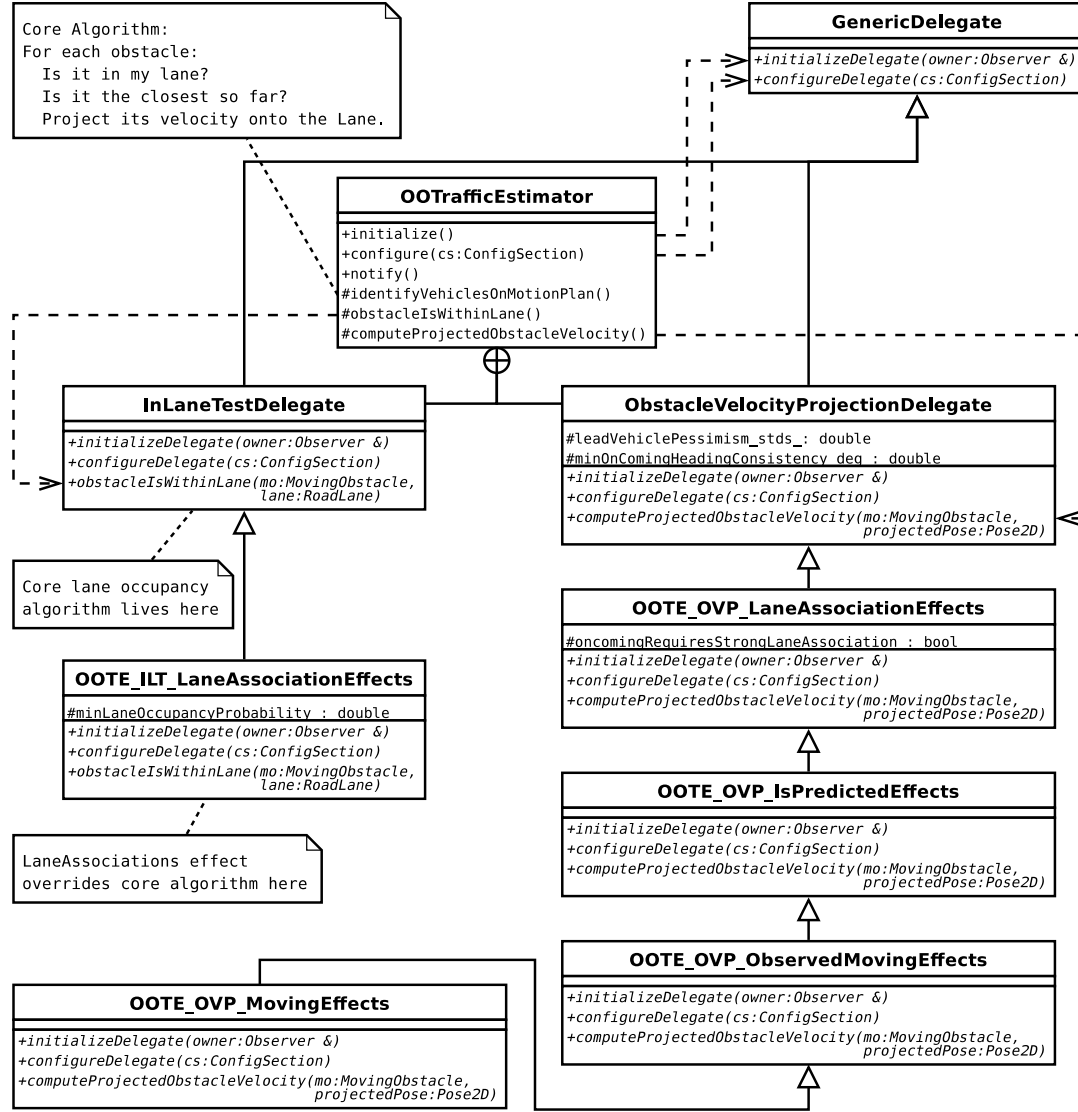 Core Algorithm:
For each obstacle:
Is it in my lane?
Is it the closest so far?
Project its velocity onto the Lane.
GenericDelegate
+initializeDelegate(owner:Observer &)
+configureDelegate(cs:ConfigSection)
OOTrafficEstimator
+initialize()
+configure(cs:ConfigSection)
+notify()
#identifyVehiclesOnMotionPlan()
#obstacleIsWithinLane()
#computeProjectedObstacleVelocity()
InLaneTestDelegate
+initializeDelegate(owner:Observer &)
+configureDelegate(cs:ConfigSection)
+obstacleIsWithinLane(mo:MovingObstacle,
lane:RoadLane)
ObstacleVelocityProjectionDelegate
#leadVehiclePessimism_stds_: double
#minOnComingHeadingConsistency_deg_: double
+initializeDelegate(owner:Observer &)
+configureDelegate(cs:ConfigSection)
+computeProjectedObstacleVelocity(mo:MovingObstacle,
projectedPose:Pose2D)
Core lane occupancy
algorithm lives here
OOTE_OVP_LaneAssociationEffects
#oncomingRequiresStrongLaneAssociation_: bool
+initializeDelegate(owner:Observer &)
+configureDelegate(cs:ConfigSection)
+computeProjectedObstacleVelocity(mo:MovingObstacle,
projectedPose:Pose2D)
OOTE_ILT_LaneAssociationEffects
#minLaneOccupancyProbability_: double
+initializeDelegate(owner:Observer &)
+configureDelegate(cs:ConfigSection)
+obstacleIsWithinLane(mo:MovingObstacle,
lane:RoadLane)
OOTE_OVP_IsPredictedEffects
+initializeDelegate(owner:Observer &)
+configureDelegate(cs:ConfigSection)
+computeProjectedObstacleVelocity(mo:MovingObstacle,
projectedPose:Pose2D)
LaneAssociations effect
overrides core algorithm here
OOTE_OVP_ObservedMovingEffects
+initializeDelegate(owner:Observer &)
+configureDelegate(cs:ConfigSection)
+computeProjectedObstacleVelocity(mo:MovingObstacle,
projectedPose:Pose2D)
OOTE_OVP_MovingEffects
+initializeDelegate(owner:Observer &)
+configureDelegate(cs:ConfigSection)
+computeProjectedObstacleVelocity(mo:MovingObstacle,
projectedPose:Pose2D)